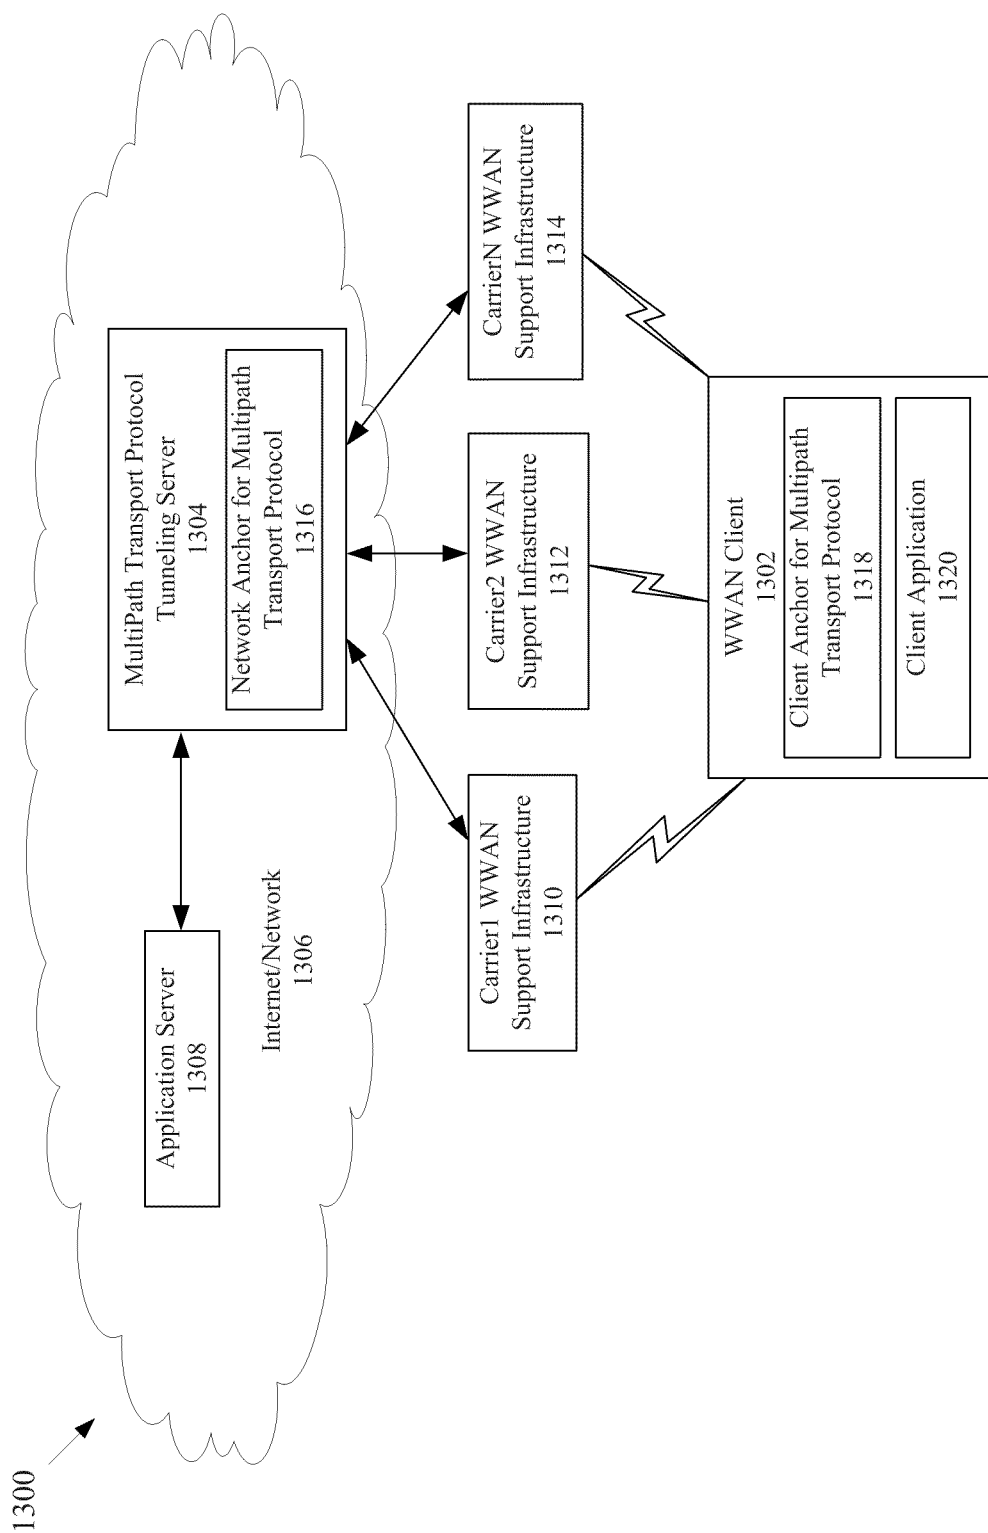 1300
Application Server
1308
Internet/Network
1306
MultiPath Transport Protocol
Tunneling Server
1304
Network Anchor for Multipath
Transport Protocol
1316
Carrier1 WWAN
Support Infrastructure
1310
Carrier2 WWAN
Support Infrastructure
1312
CarrierN WWAN
Support Infrastructure
1314
WWAN Client
1302
Client Anchor for Multipath
Transport Protocol
1318
Client Application
1320